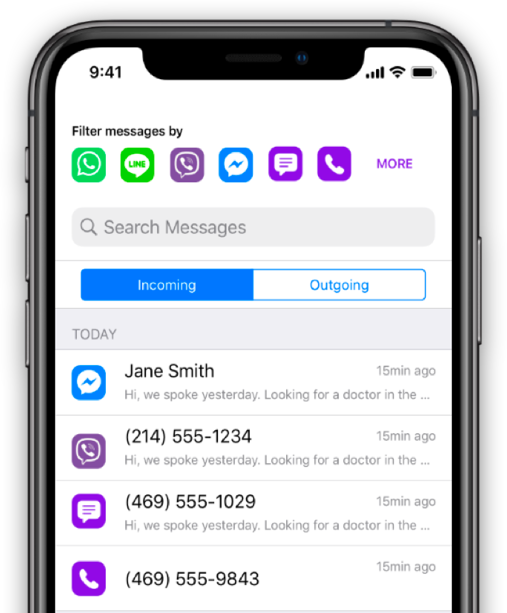 9:41
Filter messages by
LINE
MORE
Search Messages
Incoming
Outgoing
TODAY
Jane Smith
15min ago
Hi, we spoke yesterday. Looking for a doctor in the ...
(214) 555-1234
15min ago
Hi, we spoke yesterday. Looking for a doctor in the ...
(469) 555-1029
15min ago
Hi, we spoke yesterday. Looking for a doctor in the ...
(469) 555-9843
15min ago